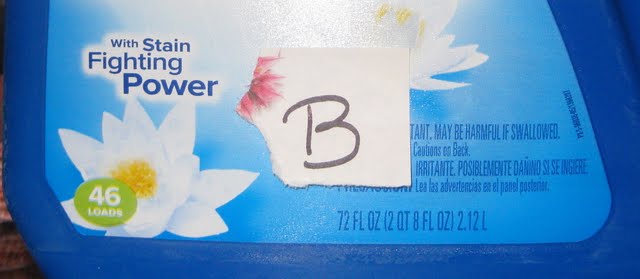 With Stain
Fighting
Power
46
LOADS
B
TANT. MAY BE HARMFUL IF SWALLOWED.
Cautions on Back.
IRRITANTE. POSIBLEMENTE DAÑINO SI SE INGIERE
Lea las advertencias en el panel posterior.
72 FL OZ (2 QT 8 FL OZ) 2.12 L